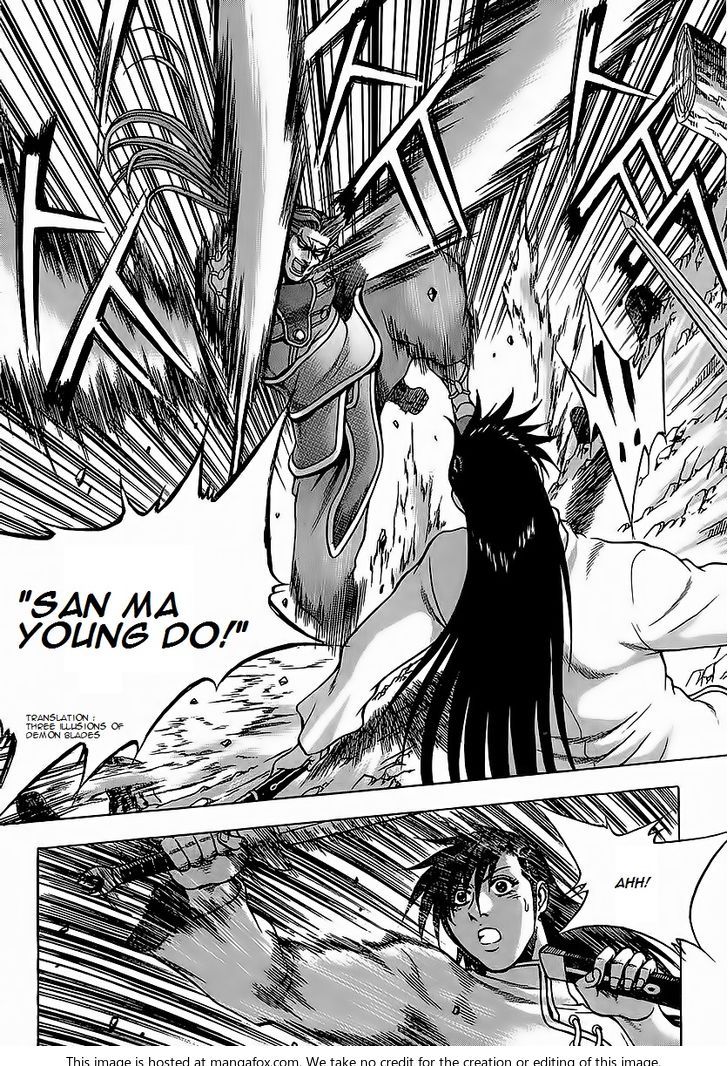 "SAN MA
YOUNG DO!"
TRANSLATION :
THREE ILLUSIONS OF
DEMON BLADES
AHH!
This image is hosted at mangafox.com. We take no credit for the creation or editing of this image.